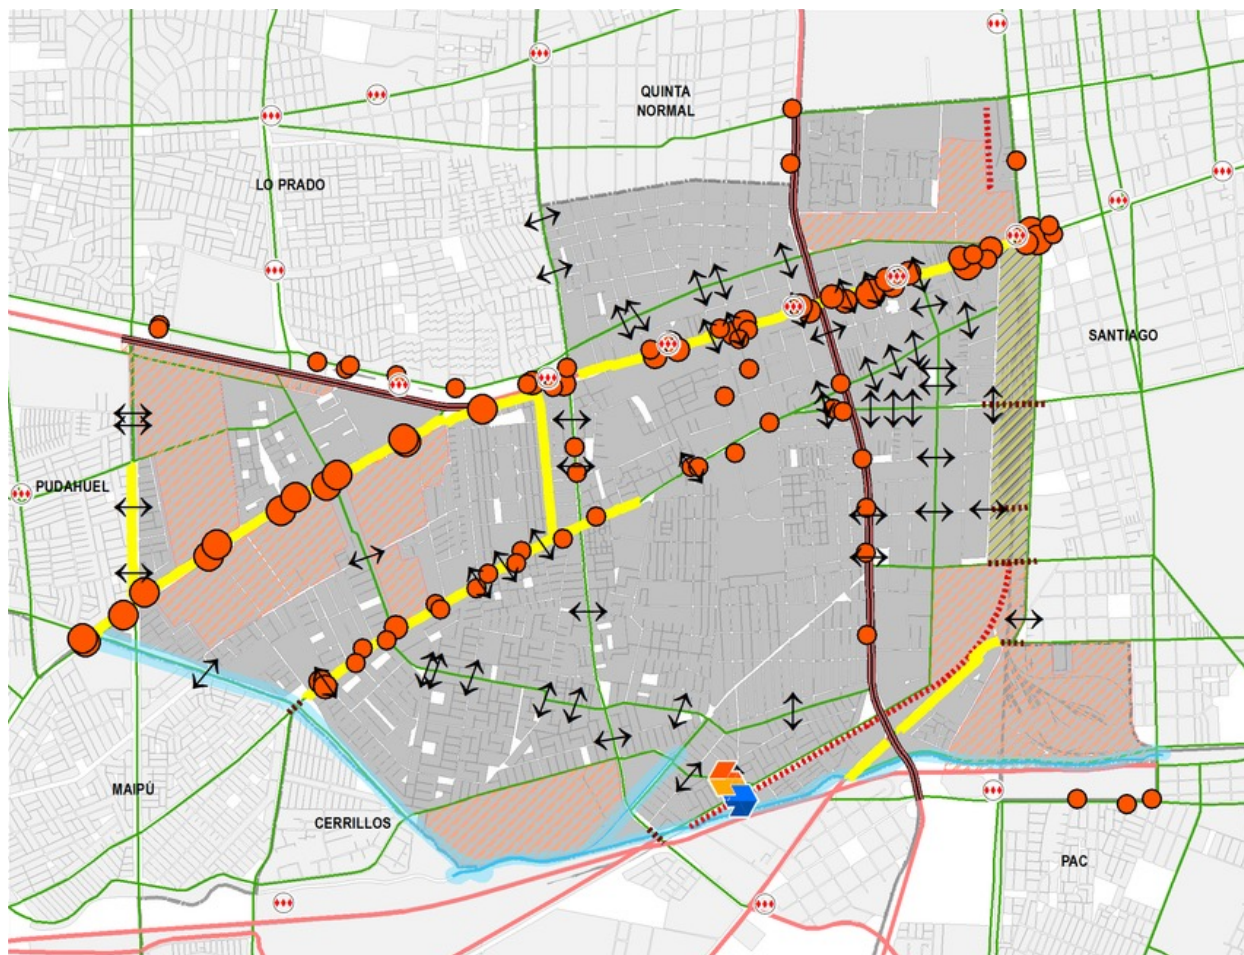 QUINTA
NORMAL
LO PRADO
SANTIAGO
PUDAHUEL
MAIPÚ
CERRILLOS
PAC